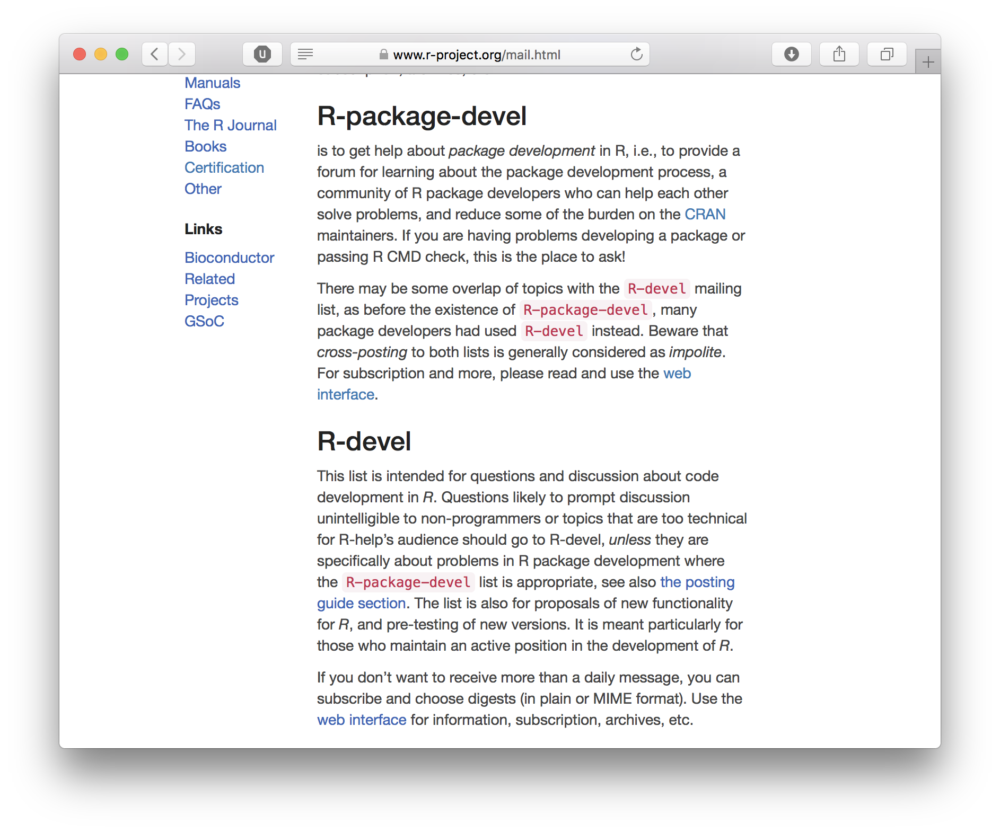 www.r-project.org/mail.html
Manuals
FAQs
The R Journal
Books
Certification
Other
Links
Bioconductor
Related
Projects
GSoC
R-package-devel
is to get help about package development in R, i.e., to provide a
forum for learning about the package development process, a
community of R package developers who can help each other
solve problems, and reduce some of the burden on the CRAN
maintainers. If you are having problems developing a package or
passing R CMD check, this is the place to ask!
There may be some overlap of topics with the R-devel mailing
list, as before the existence of R-package-devel, many
package developers had used R-devel instead. Beware that
cross-posting to both lists is generally considered as impolite.
For subscription and more, please read and use the web
interface.
R-devel
This list is intended for questions and discussion about code
development in R. Questions likely to prompt discussion
unintelligible to non-programmers or topics that are too technical
for R-help’s audience should go to R-devel, unless they are
specifically about problems in R package development where
the R-package-devel list is appropriate, see also the posting
guide section. The list is also for proposals of new functionality
for R, and pre-testing of new versions. It is meant particularly for
those who maintain an active position in the development of R.
If you don’t want to receive more than a daily message, you can
subscribe and choose digests (in plain or MIME format). Use the
web interface for information, subscription, archives, etc.